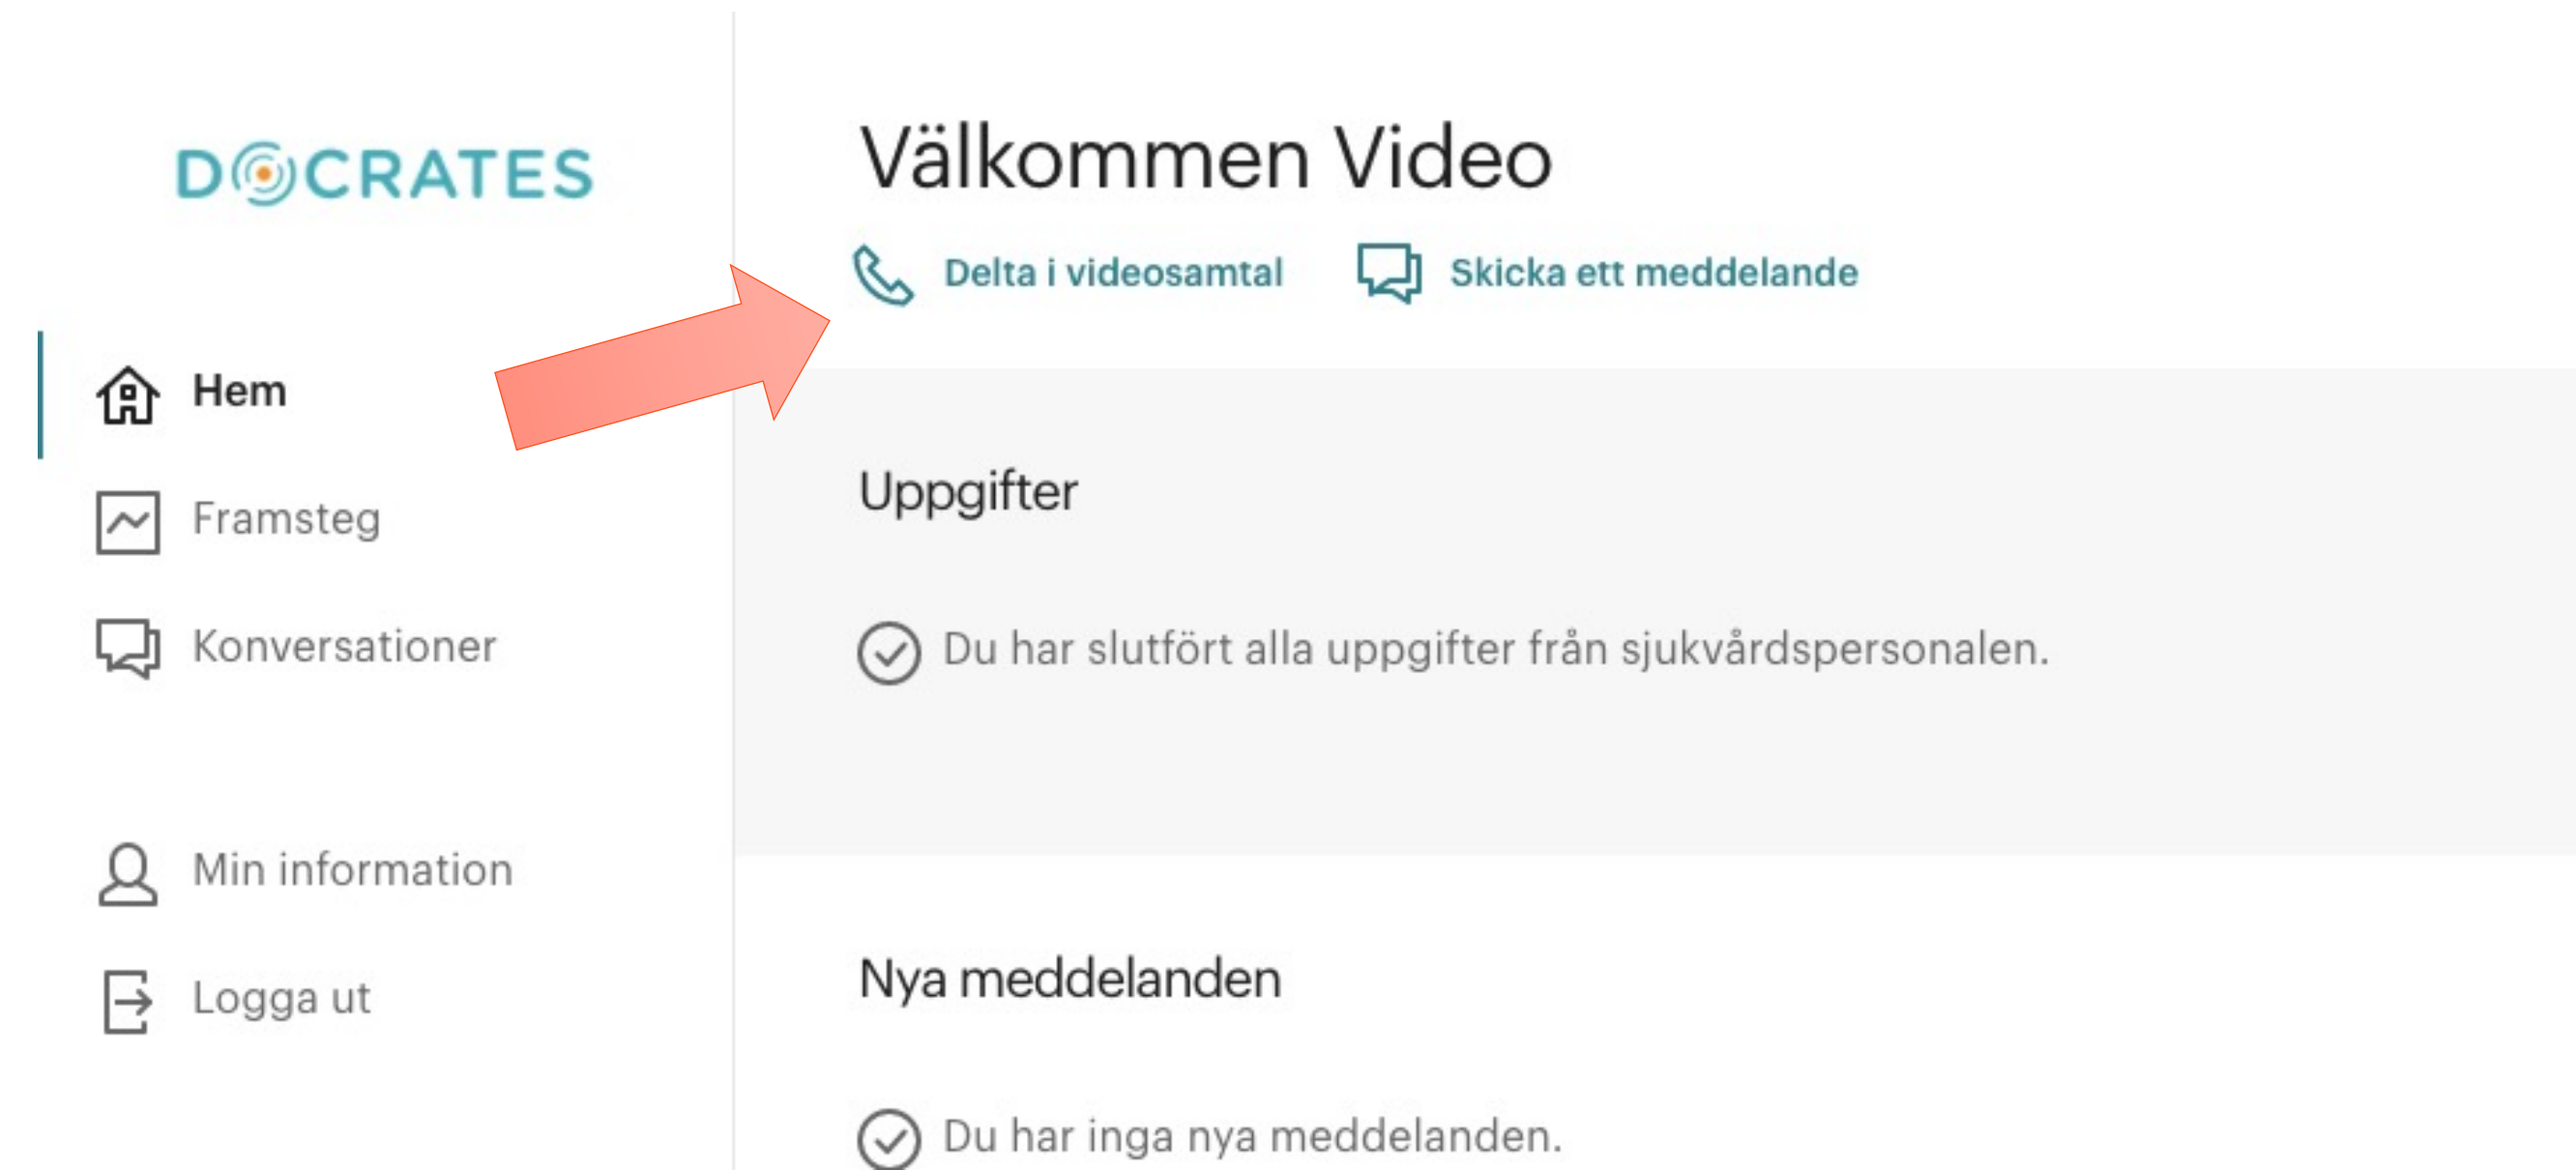 DOCRATES
Hem
Framsteg
Konversationer
Min information
Logga ut
Välkommen Video
Delta i videosamtal
Skicka ett meddelande
Uppgifter
Du har slutfört alla uppgifter från sjukvårdspersonalen.
Nya meddelanden
Du har inga nya meddelanden.